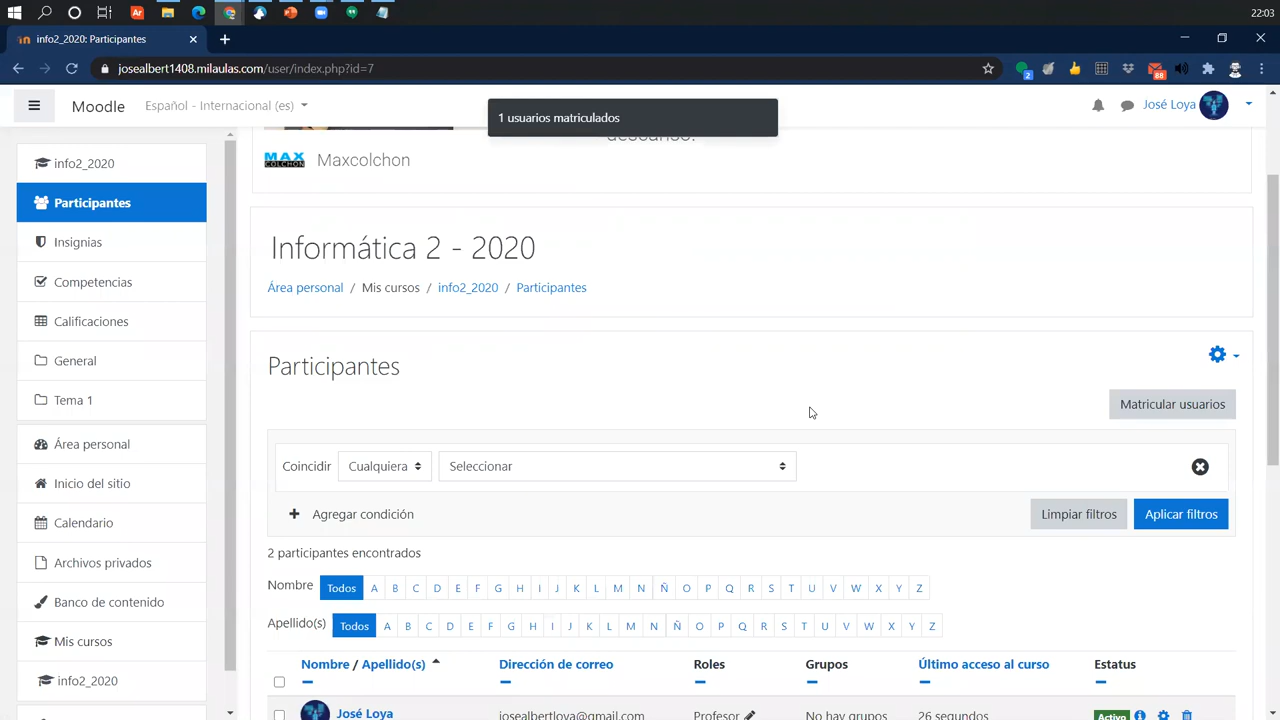 22:03
info2_2020: Participantes
josealbert1408.milaulas.com/user/index.php?id=7
2
88
Moodle
Español - Internacional (es)
1 usuarios matriculados
José Loya
descanso.
MAX COLCHON
Maxcolchon
info2_2020
Participantes
Insignias
Competencias
Calificaciones
General
Tema 1
Área personal
Inicio del sitio
Calendario
Archivos privados
Banco de contenido
Mis cursos
info2_2020
Informática 2 - 2020
Área personal / Mis cursos / info2_2020 / Participantes
Participantes
Matricular usuarios
Coincidir Cualquiera Seleccionar
Agregar condición
Limpiar filtros Aplicar filtros
2 participantes encontrados
Nombre Todos A B C D E F G H I J K L M N Ñ O P Q R S T U V W X Y Z
Apellido(s) Todos A B C D E F G H I J K L M N Ñ O P Q R S T U V W X Y Z
Nombre / Apellido(s) Dirección de correo Roles Grupos Último acceso al curso Estatus
José Loya josealbertloya@gmail.com Profesor No hay grupos 26 segundos Activo